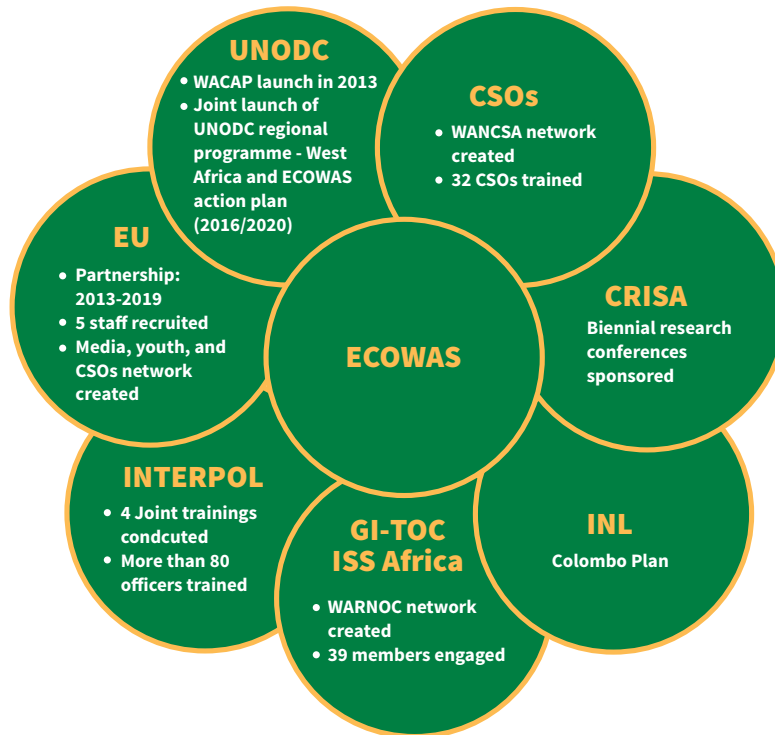 UNODC
• WACAP launch in 2013
• Joint launch of
UNODC regional
programme - West
Africa and ECOWAS
action plan
(2016/2020)
CSOs
• WANCSA network
created
• 32 CSOs trained
EU
• Partnership:
2013-2019
• 5 staff recruited
• Media, youth, and
CSOs network
created
CRISA
Biennial research
conferences
sponsored
ECOWAS
INTERPOL
• 4 Joint trainings
condcuted
• More than 80
officers trained
GI-TOC
ISS Africa
• WARNOC network
created
• 39 members engaged
INL
Colombo Plan